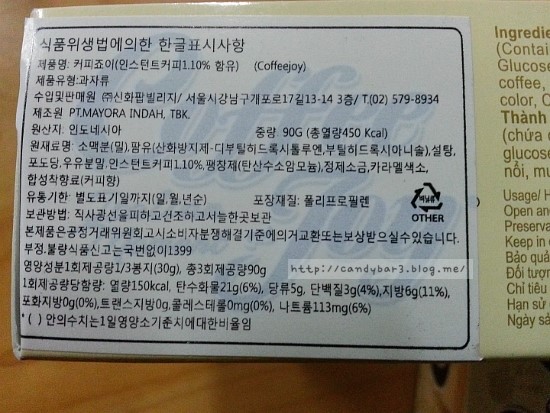 식품위생법에의한 한글표시사항
제품명: 커피죠이(인스턴트커피1.10% 함유) (Coffeejoy)
제품유형:과자류
수입및판매원 ㈜신화팝빌리지/ 서울시강남구개포로17길13-14 3층/ T.(02) 579-8934
제조원 PT.MAYORA INDAH, TBK.
원산지: 인도네시아 중량: 90G (총열량450 Kcal)
원재료명: 소맥분(밀),팜유(산화방지제-디부틸히드록시톨루엔,부틸히드록시아니솔),설탕,
포도당,우유분말,인스턴트커피1.10%,팽창제(탄산수소암모늄),정제소금,카라멜색소,
합성착향료(커피향)
유통기한: 별도표기일까지(일,월,년순) 포장재질: 폴리프로필렌
보관방법: 직사광선을피하고건조하고서늘한곳보관
본제품은공정거래위원회고시소비자분쟁해결기준에의거교환또는보상받으실수있습니다.
부정.불량식품신고는국번없이1399
영양성분1회제공량1/3봉지(30g), 총3회제공량90g
1회제공량당함량: 열량150kcal, 탄수화물21g(6%), 당류5g, 단백질3g(4%),지방6g(11%),
포화지방0g(0%),트랜스지방0g, 콜레스테롤0mg(0%), 나트륨113mg(6%)
*( ) 안의수치는1일영양소기준치에대한비율임
비닐류
OTHER
http://candybar3.blog.me/
Ingredie
(Contain
Glucose
coffee,
color, C
Thành
(chứa
glucose
nổi, mu
Usage/ H
Open an
Preserva
Keep in
Bảo quả
Đối tượn
Chỉ tiêu
Hạn sử
Ngày sả